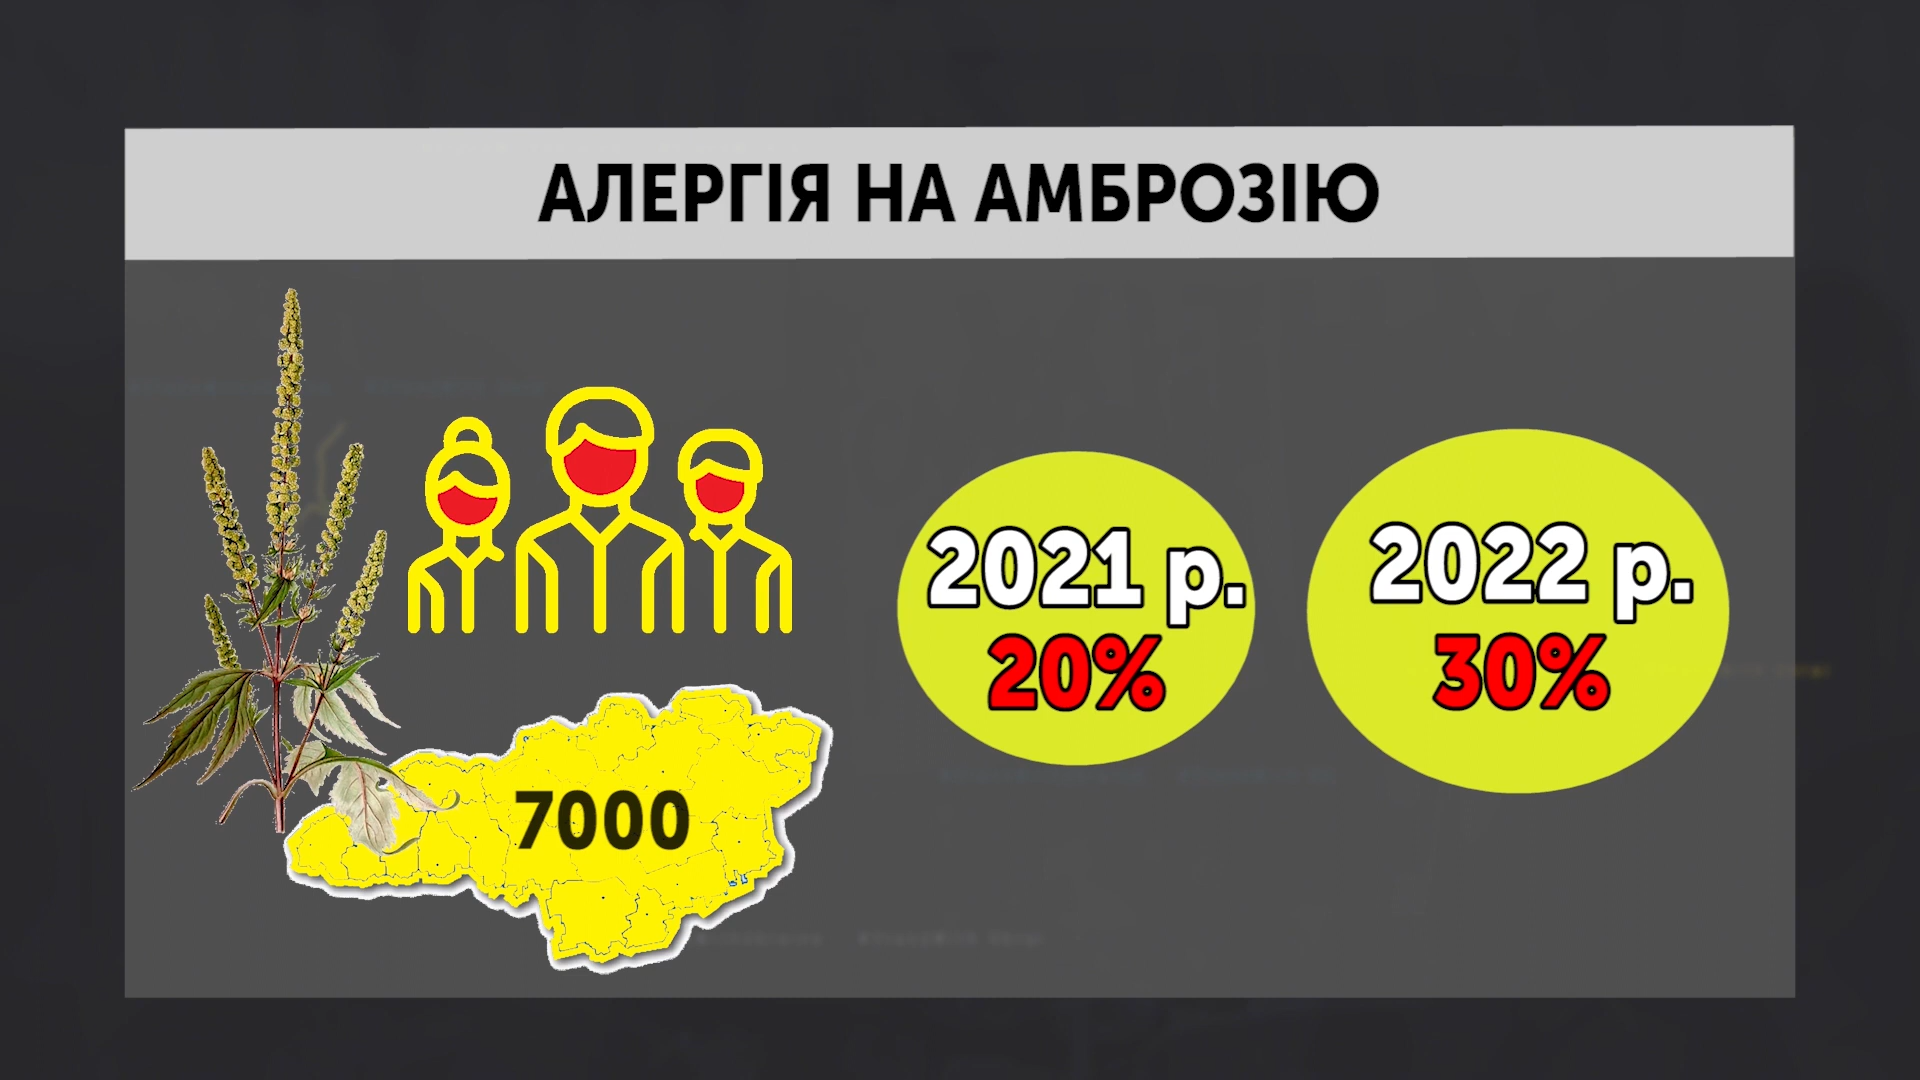 АЛЕРГІЯ НА АМБРОЗІЮ
2021 р.
20%
2022 р.
30%
7000